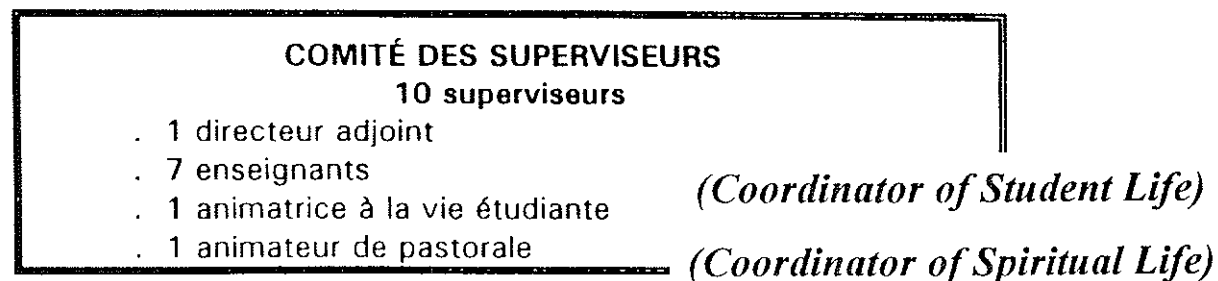 COMITÉ DES SUPERVISEURS
10 superviseurs
. 1 directeur adjoint
. 7 enseignants
. 1 animatrice à la vie étudiante (Coordinator of Student Life)
. 1 animateur de pastorale (Coordinator of Spiritual Life)